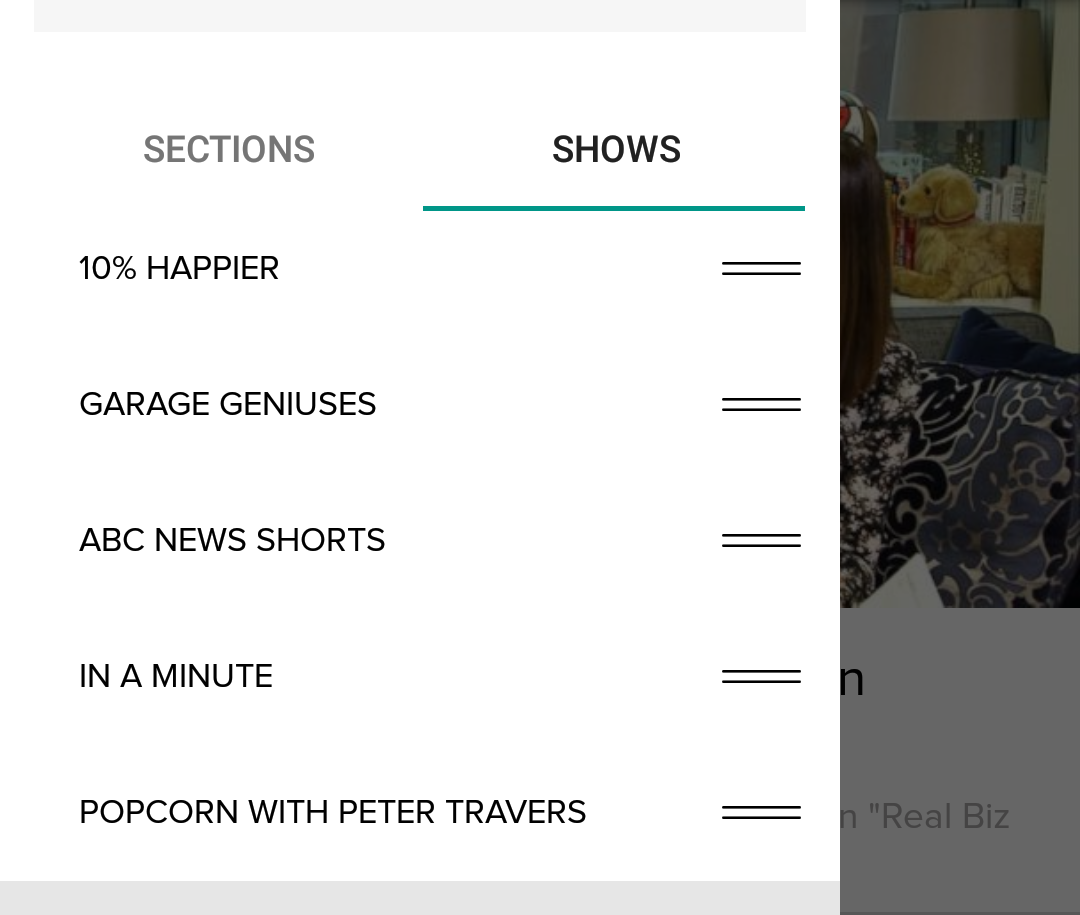 SECTIONS SHOWS
10% HAPPIER
GARAGE GENIUSES
ABC NEWS SHORTS
IN A MINUTE
n
POPCORN WITH PETER TRAVERS
n "Real Biz